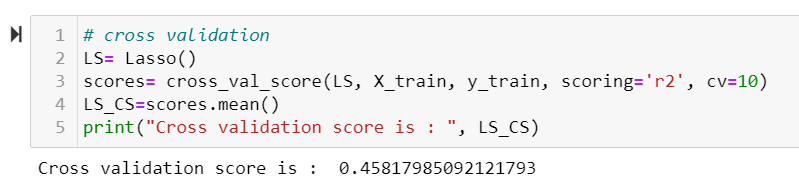 1 # cross validation
2 LS= Lasso()
3 scores= cross_val_score(LS, X_train, y_train, scoring='r2', cv=10)
4 LS_CS=scores.mean()
5 print("Cross validation score is : ", LS_CS)
Cross validation score is :  0.45817985092121793